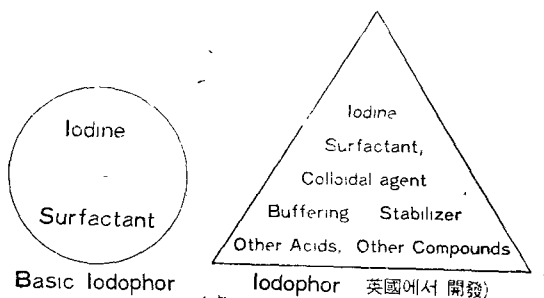 Iodine
Surfactant
Basic Iodophor
Iodine
Surfactant,
Colloidal agent
Buffering Stabilizer
Other Acids, Other Compounds
Iodophor 英國에서 開發)